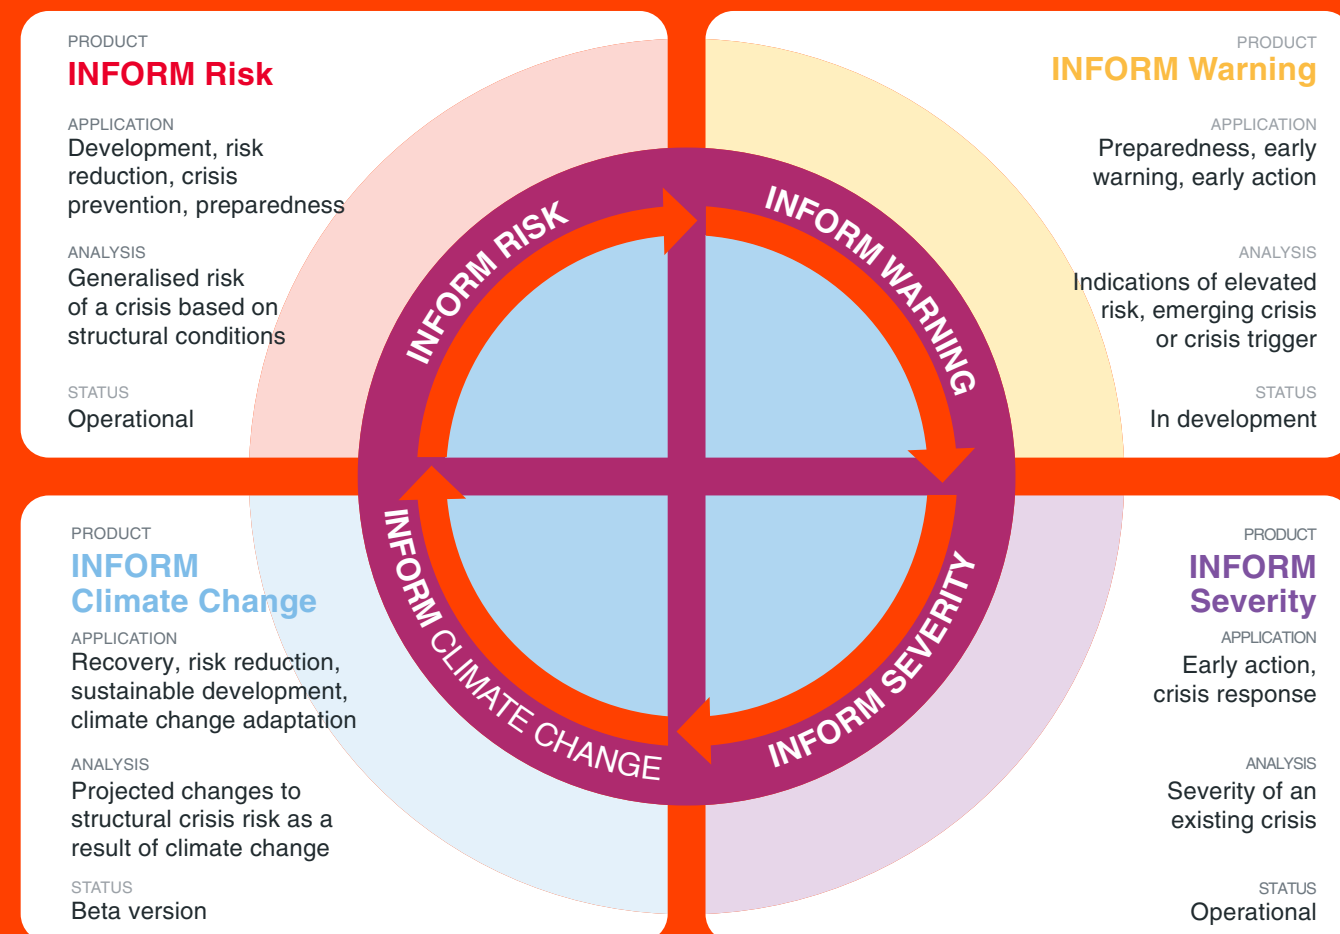 PRODUCT
INFORM Risk
APPLICATION
Development, risk
reduction, crisis
prevention, preparedness
ANALYSIS
Generalised risk
of a crisis based on
structural conditions
STATUS
Operational
PRODUCT
INFORM Warning
APPLICATION
Preparedness, early
warning, early action
ANALYSIS
Indications of elevated
risk, emerging crisis
or crisis trigger
STATUS
In development
INFORM RISK
INFORM WARNING
INFORM CLIMATE CHANGE
INFORM SEVERITY
PRODUCT
INFORM
Climate Change
APPLICATION
Recovery, risk reduction,
sustainable development,
climate change adaptation
ANALYSIS
Projected changes to
structural crisis risk as a
result of climate change
STATUS
Beta version
PRODUCT
INFORM
Severity
APPLICATION
Early action,
crisis response
ANALYSIS
Severity of an
existing crisis
STATUS
Operational